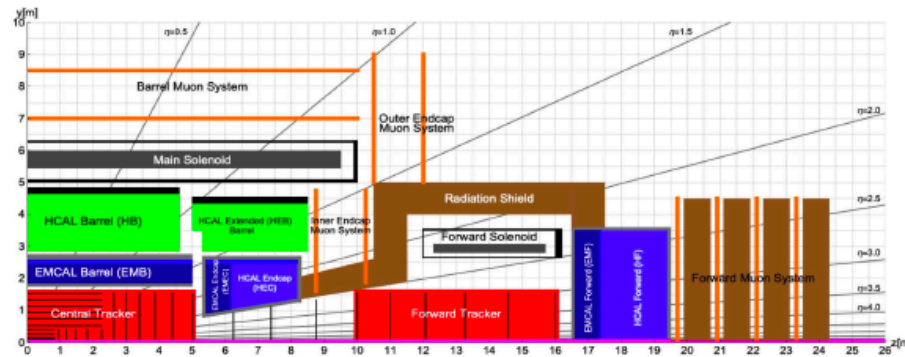 y[m]
10
9
8
7
6
5
4
3
2
1
0
η=0.5
η=1.0
η=1.5
η=2.0
η=2.5
η=3.0
η=3.5
η=4.0
Barrel Muon System
Outer Endcap
Muon System
Main Solenoid
Radiation Shield
HCAL Barrel (HB)
HCAL Extended (HEB)
Barrel
Inner Endcap
Muon System
Forward Solenoid
EMCAL Barrel (EMB)
EMCAL Endcap
(EMEC)
HCAL Endcap
(HEC)
EMCAL Forward (EMF)
HCAL Forward (HF)
Forward Muon System
Central Tracker
Forward Tracker
0 1 2 3 4 5 6 7 8 9 10 11 12 13 14 15 16 17 18 19 20 21 22 23 24 25 26 z[m